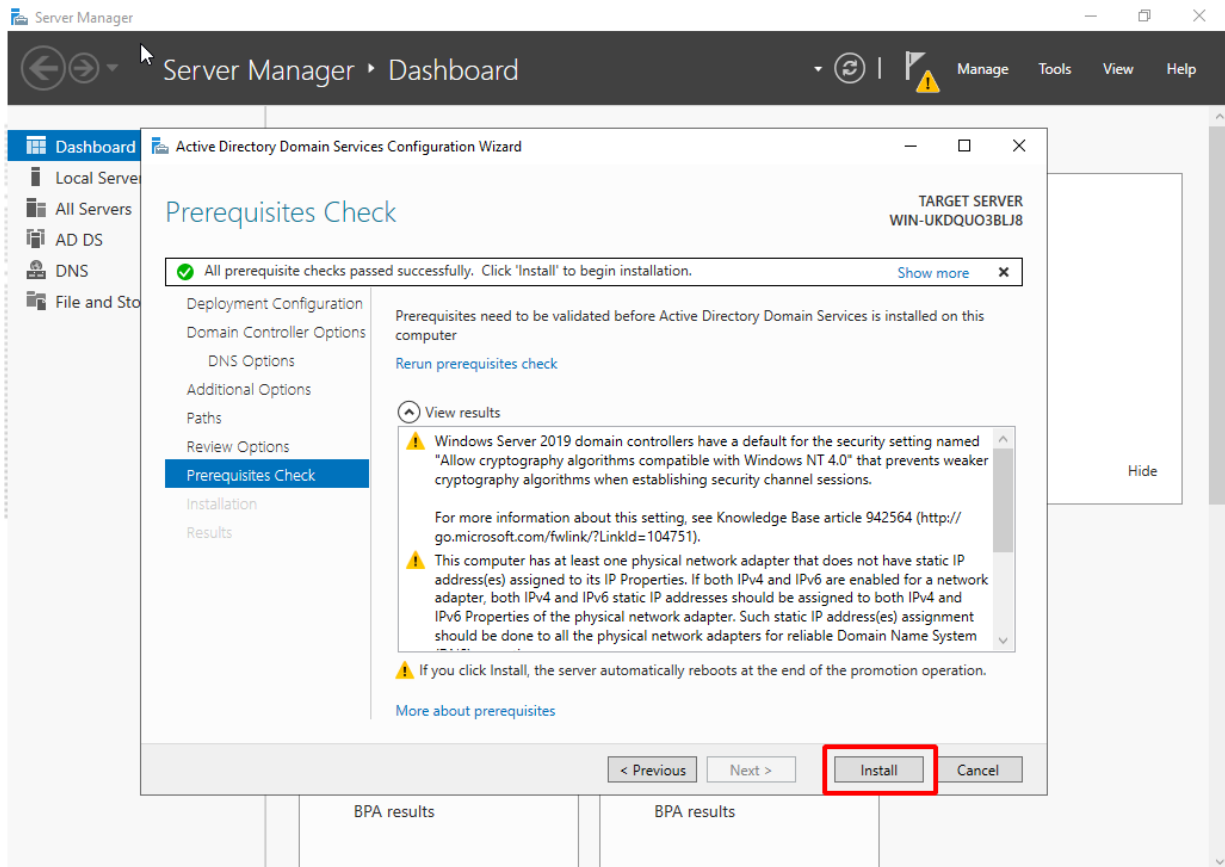 Server Manager
Server Manager ‣ Dashboard
Manage
Tools
View
Help
Dashboard
Local Server
All Servers
AD DS
DNS
File and Sto
Active Directory Domain Services Configuration Wizard
Prerequisites Check
TARGET SERVER
WIN-UKDQUO3BLJ8
All prerequisite checks passed successfully.  Click 'Install' to begin installation.
Show more
Deployment Configuration
Domain Controller Options
DNS Options
Additional Options
Paths
Review Options
Prerequisites Check
Installation
Results
Prerequisites need to be validated before Active Directory Domain Services is installed on this
computer
Rerun prerequisites check
View results
Windows Server 2019 domain controllers have a default for the security setting named
"Allow cryptography algorithms compatible with Windows NT 4.0" that prevents weaker
cryptography algorithms when establishing security channel sessions.
For more information about this setting, see Knowledge Base article 942564 (http://
go.microsoft.com/fwlink/?LinkId=104751).
This computer has at least one physical network adapter that does not have static IP
address(es) assigned to its IP Properties. If both IPv4 and IPv6 are enabled for a network
adapter, both IPv4 and IPv6 static IP addresses should be assigned to both IPv4 and
IPv6 Properties of the physical network adapter. Such static IP address(es) assignment
should be done to all the physical network adapters for reliable Domain Name System
If you click Install, the server automatically reboots at the end of the promotion operation.
More about prerequisites
Hide
< Previous
Next >
Install
Cancel
BPA results
BPA results